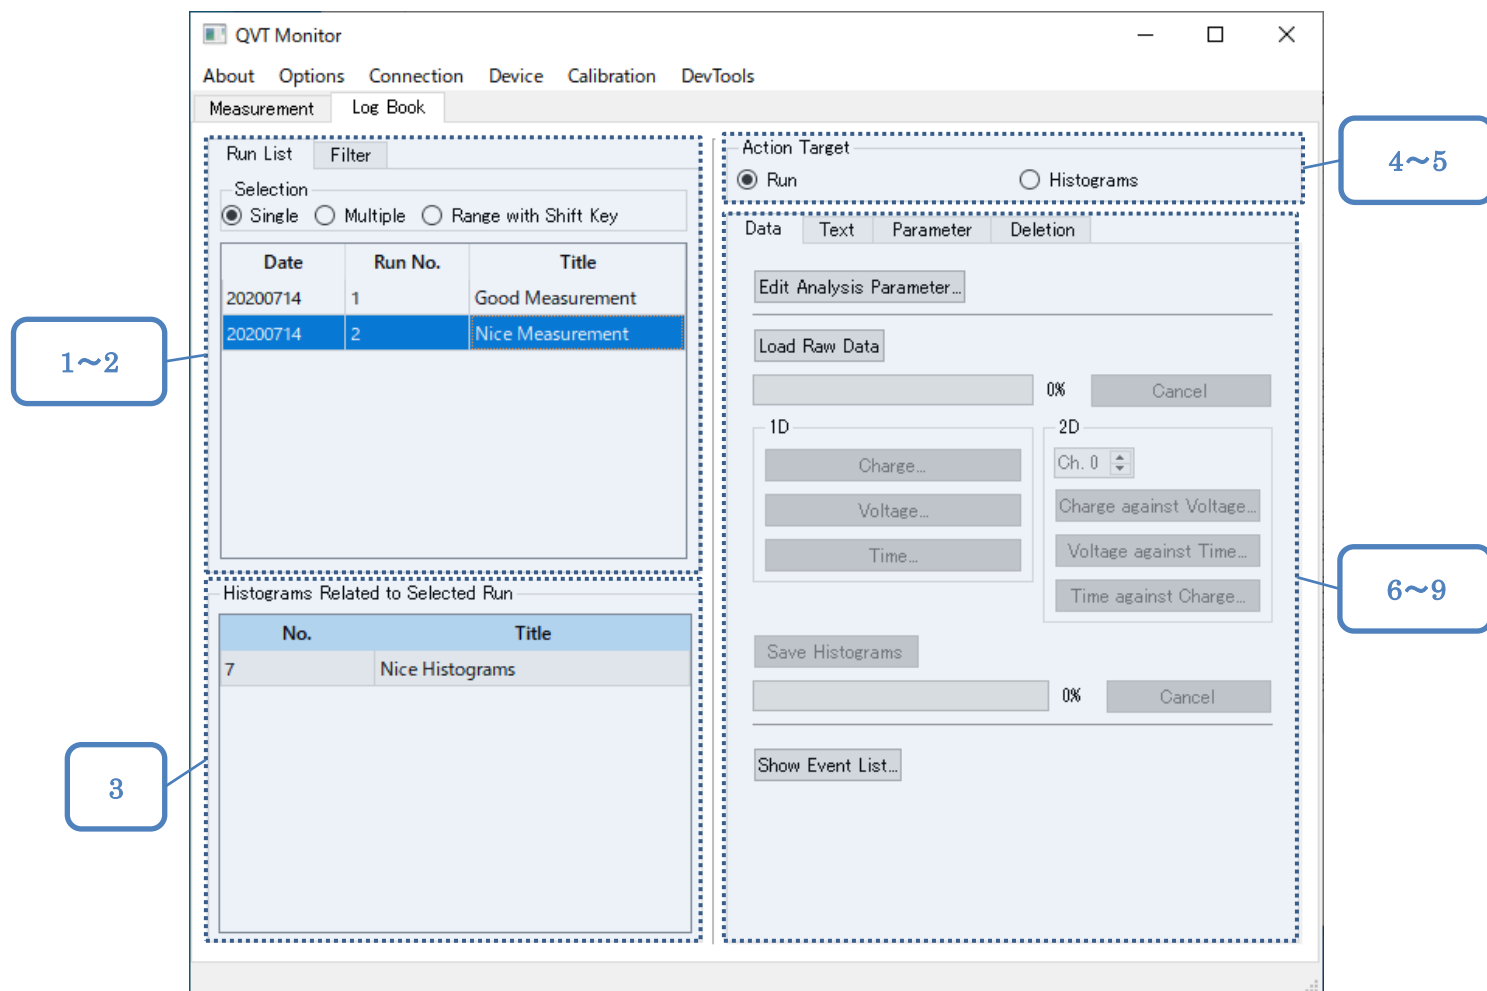 QVT Monitor
About Options Connection Device Calibration DevTools
Measurement Log Book
Run List Filter
Selection
Single Multiple Range with Shift Key
Date Run No. Title
20200714 1 Good Measurement
20200714 2 Nice Measurement
Histograms Related to Selected Run
No. Title
7 Nice Histograms
Action Target
Run Histograms
Data Text Parameter Deletion
Edit Analysis Parameter...
Load Raw Data
0% Cancel
1D
Charge...
Voltage...
Time...
2D
Ch. 0
Charge against Voltage...
Voltage against Time...
Time against Charge...
Save Histograms
0% Cancel
Show Event List...
1～2
3
4～5
6～9